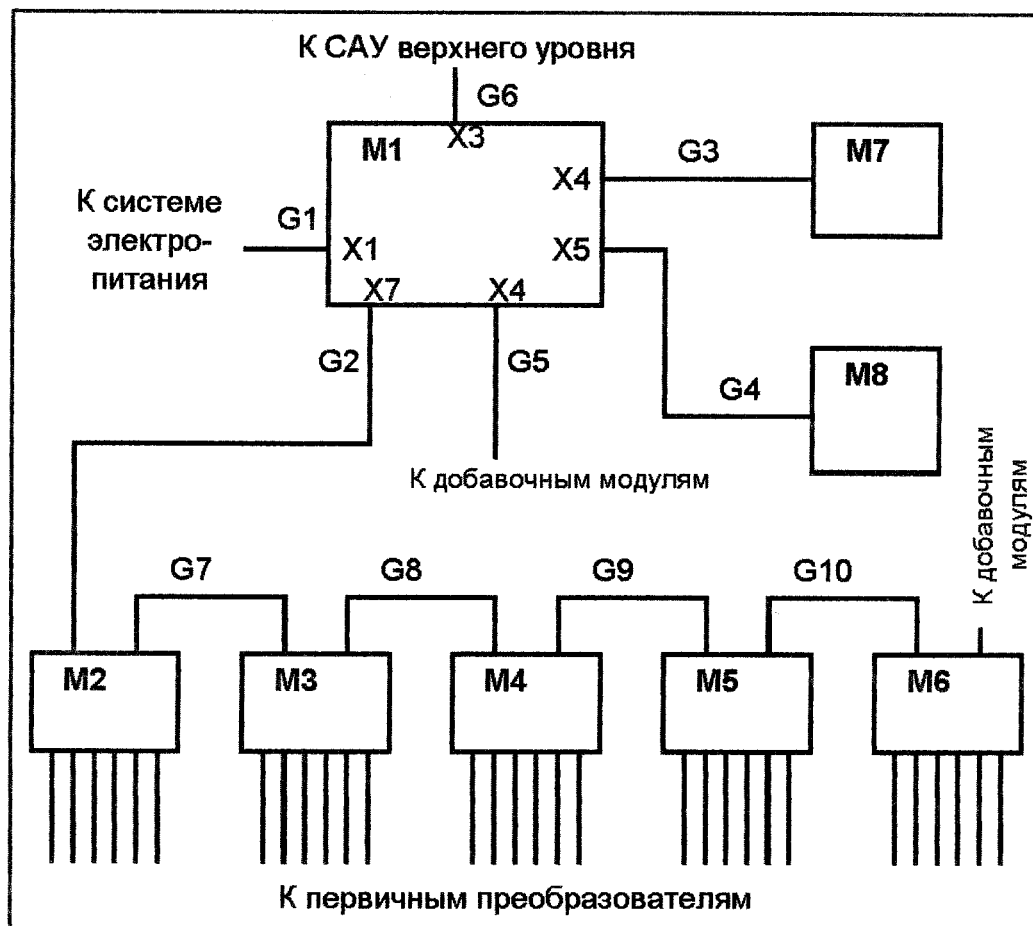 К САУ верхнего уровня
G6
X3
M1
G3
M7
X4
К системе
электро-
питания
G1
X1
X5
X7
X4
G2
G5
G4
M8
К добавочным модулям
К добавочным
модулям
G7
G8
G9
G10
M2
M3
M4
M5
M6
К первичным преобразователям